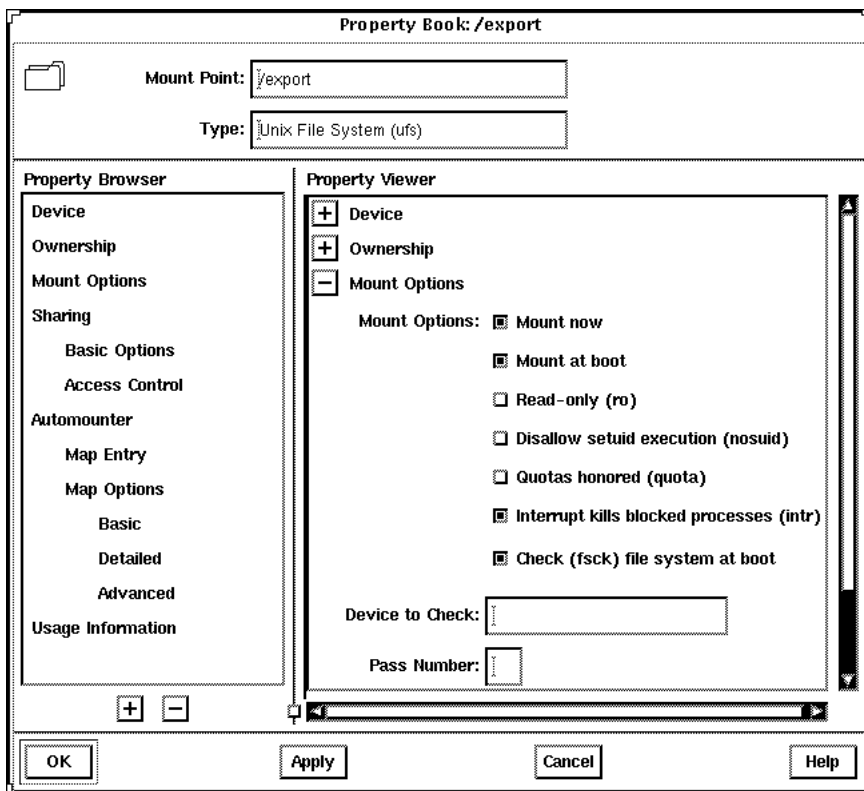 Property Book: /export
Mount Point: /export
Type: Unix File System (ufs)
Property Browser
Device
Ownership
Mount Options
Sharing
Basic Options
Access Control
Automounter
Map Entry
Map Options
Basic
Detailed
Advanced
Usage Information
Property Viewer
Device
Ownership
Mount Options
Mount Options: Mount now
Mount at boot
Read-only (ro)
Disallow setuid execution (nosuid)
Quotas honored (quota)
Interrupt kills blocked processes (intr)
Check (fsck) file system at boot
Device to Check:
Pass Number:
OK Apply Cancel Help